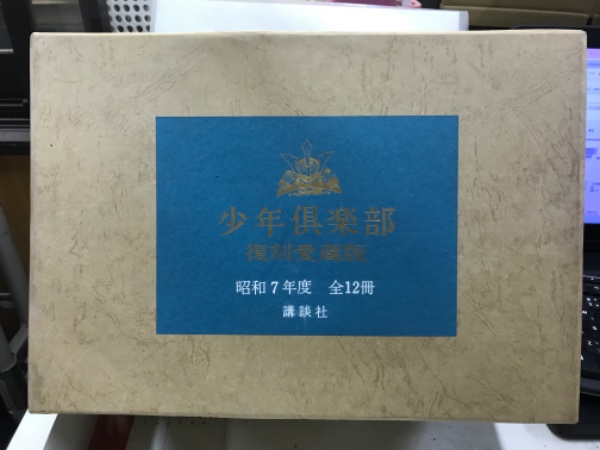 少年倶楽部
復刻愛蔵版
昭和7年度 全12冊
講談社